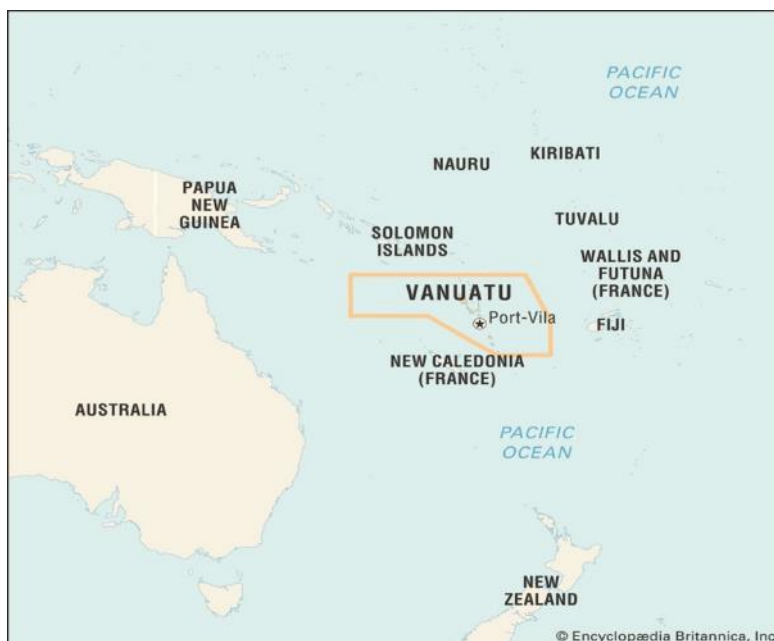 PACIFIC
OCEAN
KIRIBATI
NAURU
PAPUA
NEW
GUINEA
TUVALU
SOLOMON
ISLANDS
WALLIS AND
FUTUNA
(FRANCE)
VANUATU
Port-Vila
FIJI
NEW CALEDONIA
(FRANCE)
AUSTRALIA
PACIFIC
OCEAN
NEW
ZEALAND
© Encyclopædia Britannica, Inc